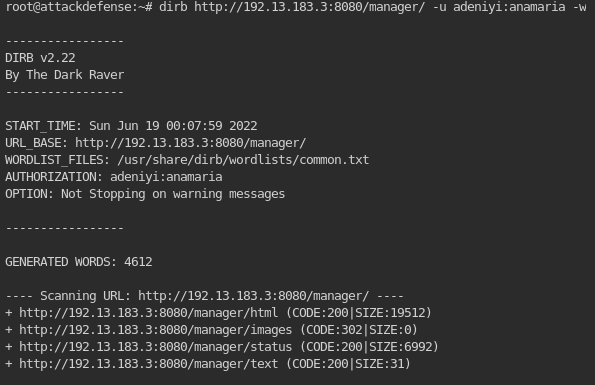 root@attackdefense:~# dirb http://192.13.183.3:8080/manager/ -u adeniyi:anamaria -w
-----------------
DIRB v2.22
By The Dark Raver
-----------------
START_TIME: Sun Jun 19 00:07:59 2022
URL_BASE: http://192.13.183.3:8080/manager/
WORDLIST_FILES: /usr/share/dirb/wordlists/common.txt
AUTHORIZATION: adeniyi:anamaria
OPTION: Not Stopping on warning messages
-----------------
GENERATED WORDS: 4612
---- Scanning URL: http://192.13.183.3:8080/manager/ ----
+ http://192.13.183.3:8080/manager/html (CODE:200|SIZE:19512)
+ http://192.13.183.3:8080/manager/images (CODE:302|SIZE:0)
+ http://192.13.183.3:8080/manager/status (CODE:200|SIZE:6992)
+ http://192.13.183.3:8080/manager/text (CODE:200|SIZE:31)